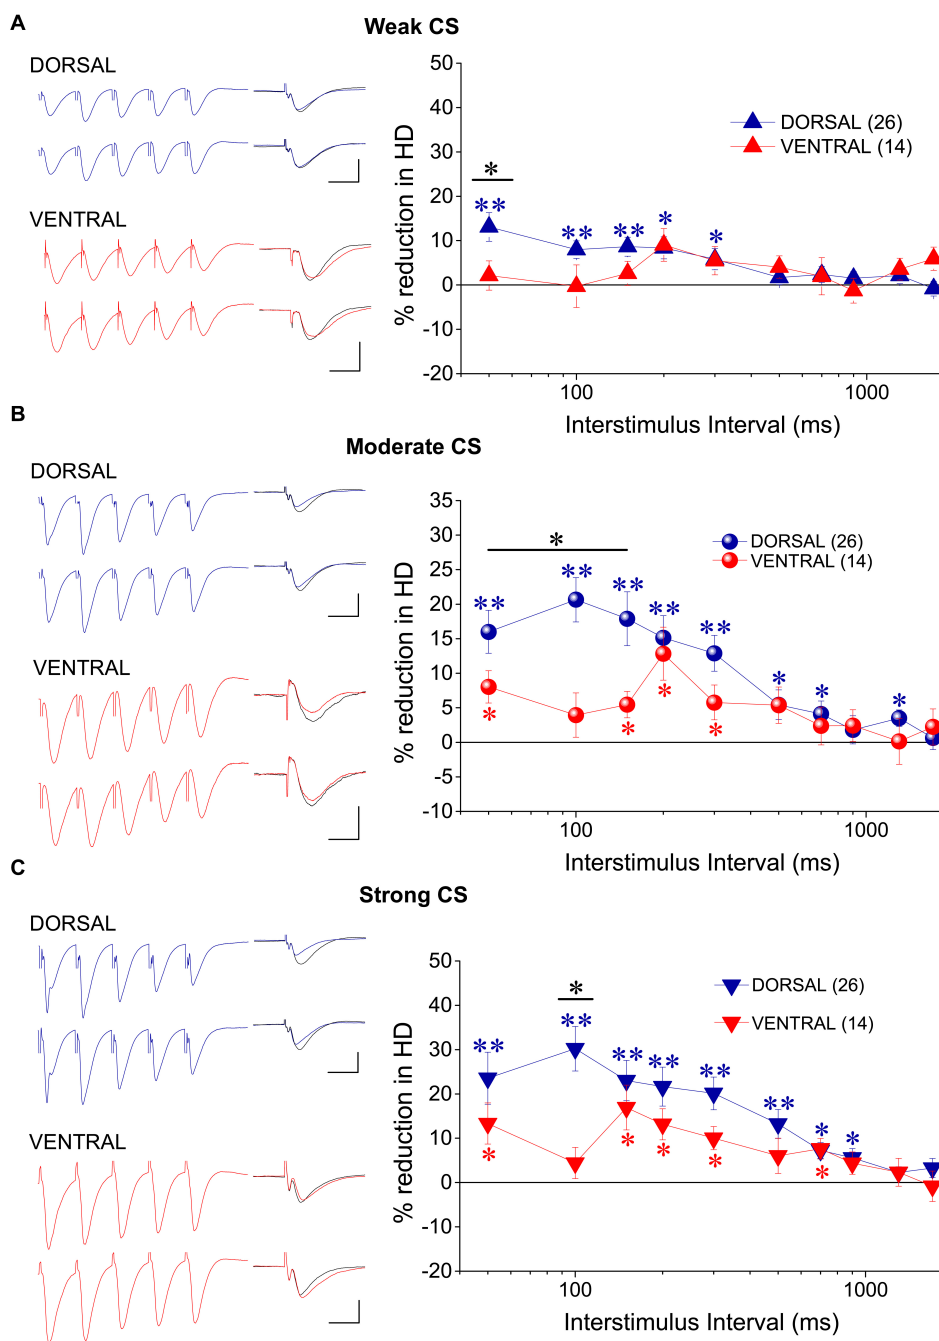 A
Weak CS
DORSAL
VENTRAL
50
40
30
20
10
0
-10
-20
% reduction in HD
DORSAL (26)
VENTRAL (14)
*
**
**
**
*
*
100
1000
Interstimulus Interval (ms)
B
Moderate CS
DORSAL
VENTRAL
35
30
25
20
15
10
5
0
-5
-10
% reduction in HD
DORSAL (26)
VENTRAL (14)
*
**
**
**
**
**
*
*
*
*
*
*
*
100
1000
Interstimulus Interval (ms)
C
Strong CS
DORSAL
VENTRAL
50
40
30
20
10
0
-10
-20
% reduction in HD
DORSAL (26)
VENTRAL (14)
*
**
**
**
**
**
**
*
*
*
*
*
*
*
100
1000
Interstimulus Interval (ms)